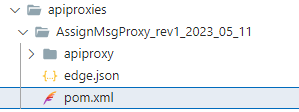 apiproxies
AssignMsgProxy_rev1_2023_05_11
apiproxy
edge.json
pom.xml